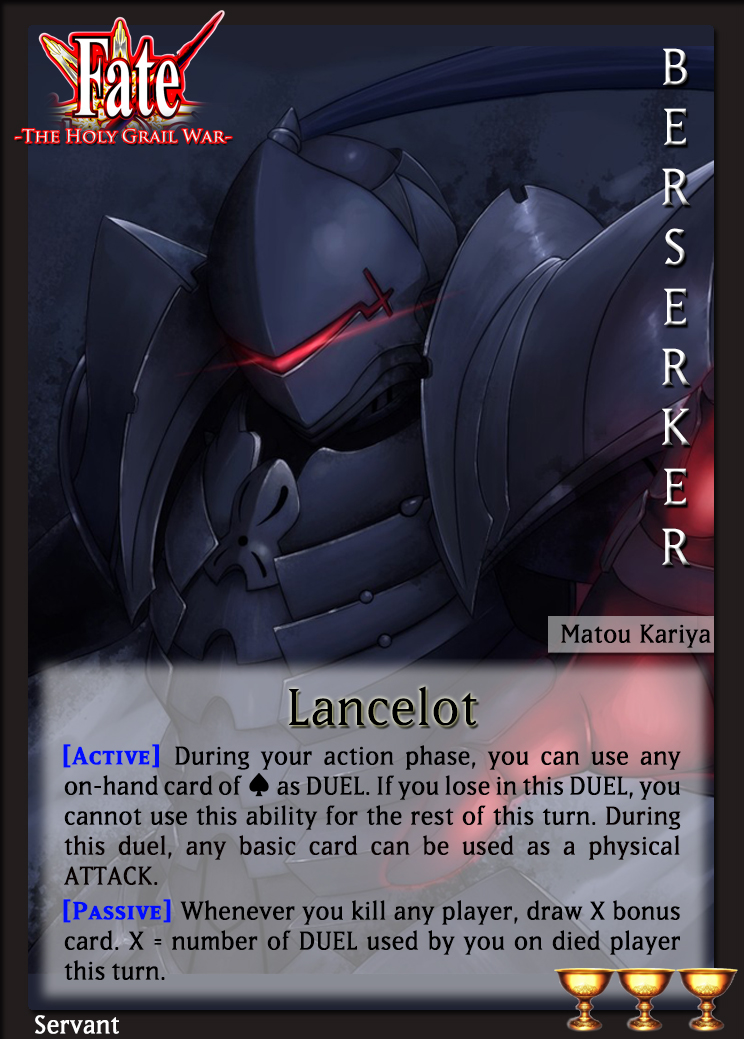 Fate
-THE HOLY GRAIL WAR-
BERSERKER
Matou Kariya
Lancelot
[ACTIVE] During your action phase, you can use any
on-hand card of ♠ as DUEL. If you lose in this DUEL, you
cannot use this ability for the rest of this turn. During
this duel, any basic card can be used as a physical
ATTACK.
[PASSIVE] Whenever you kill any player, draw X bonus
card. X = number of DUEL used by you on died player
this turn.
Servant